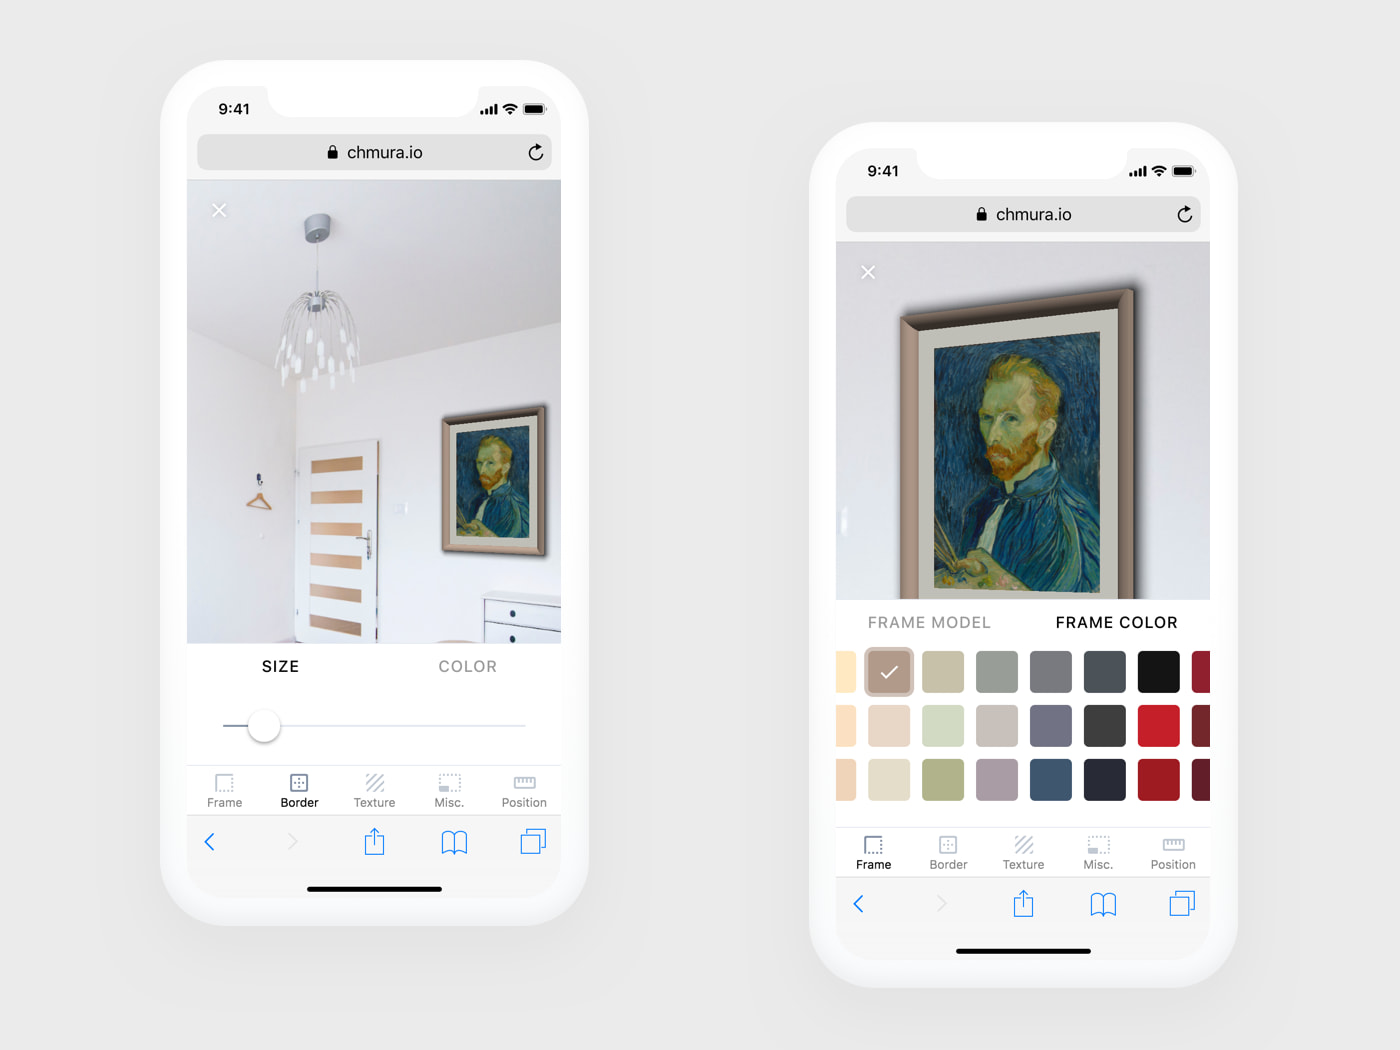 9:41
chmura.io
SIZE
COLOR
Frame
Border
Texture
Misc.
Position
9:41
chmura.io
FRAME MODEL
FRAME COLOR
Frame
Border
Texture
Misc.
Position